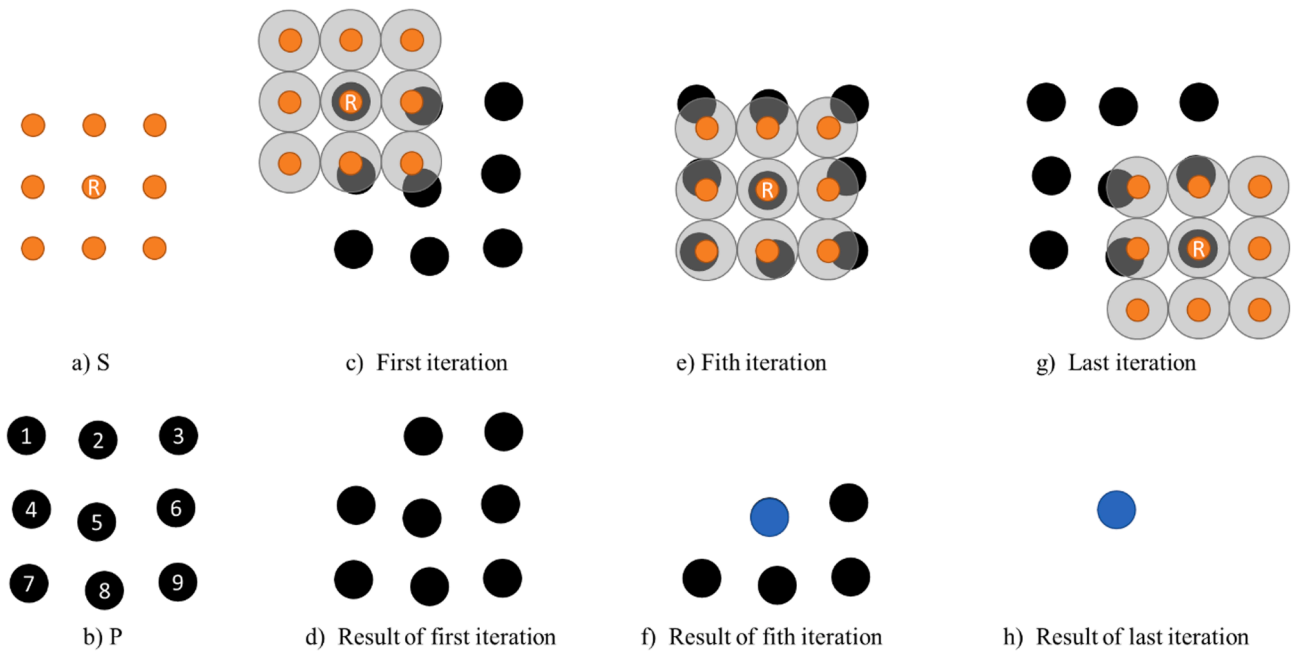 R
R
R
R
a) S
c) First iteration
e) Fith iteration
g) Last iteration
1 2 3
4 5 6
7 8 9
b) P
d) Result of first iteration
f) Result of fith iteration
h) Result of last iteration